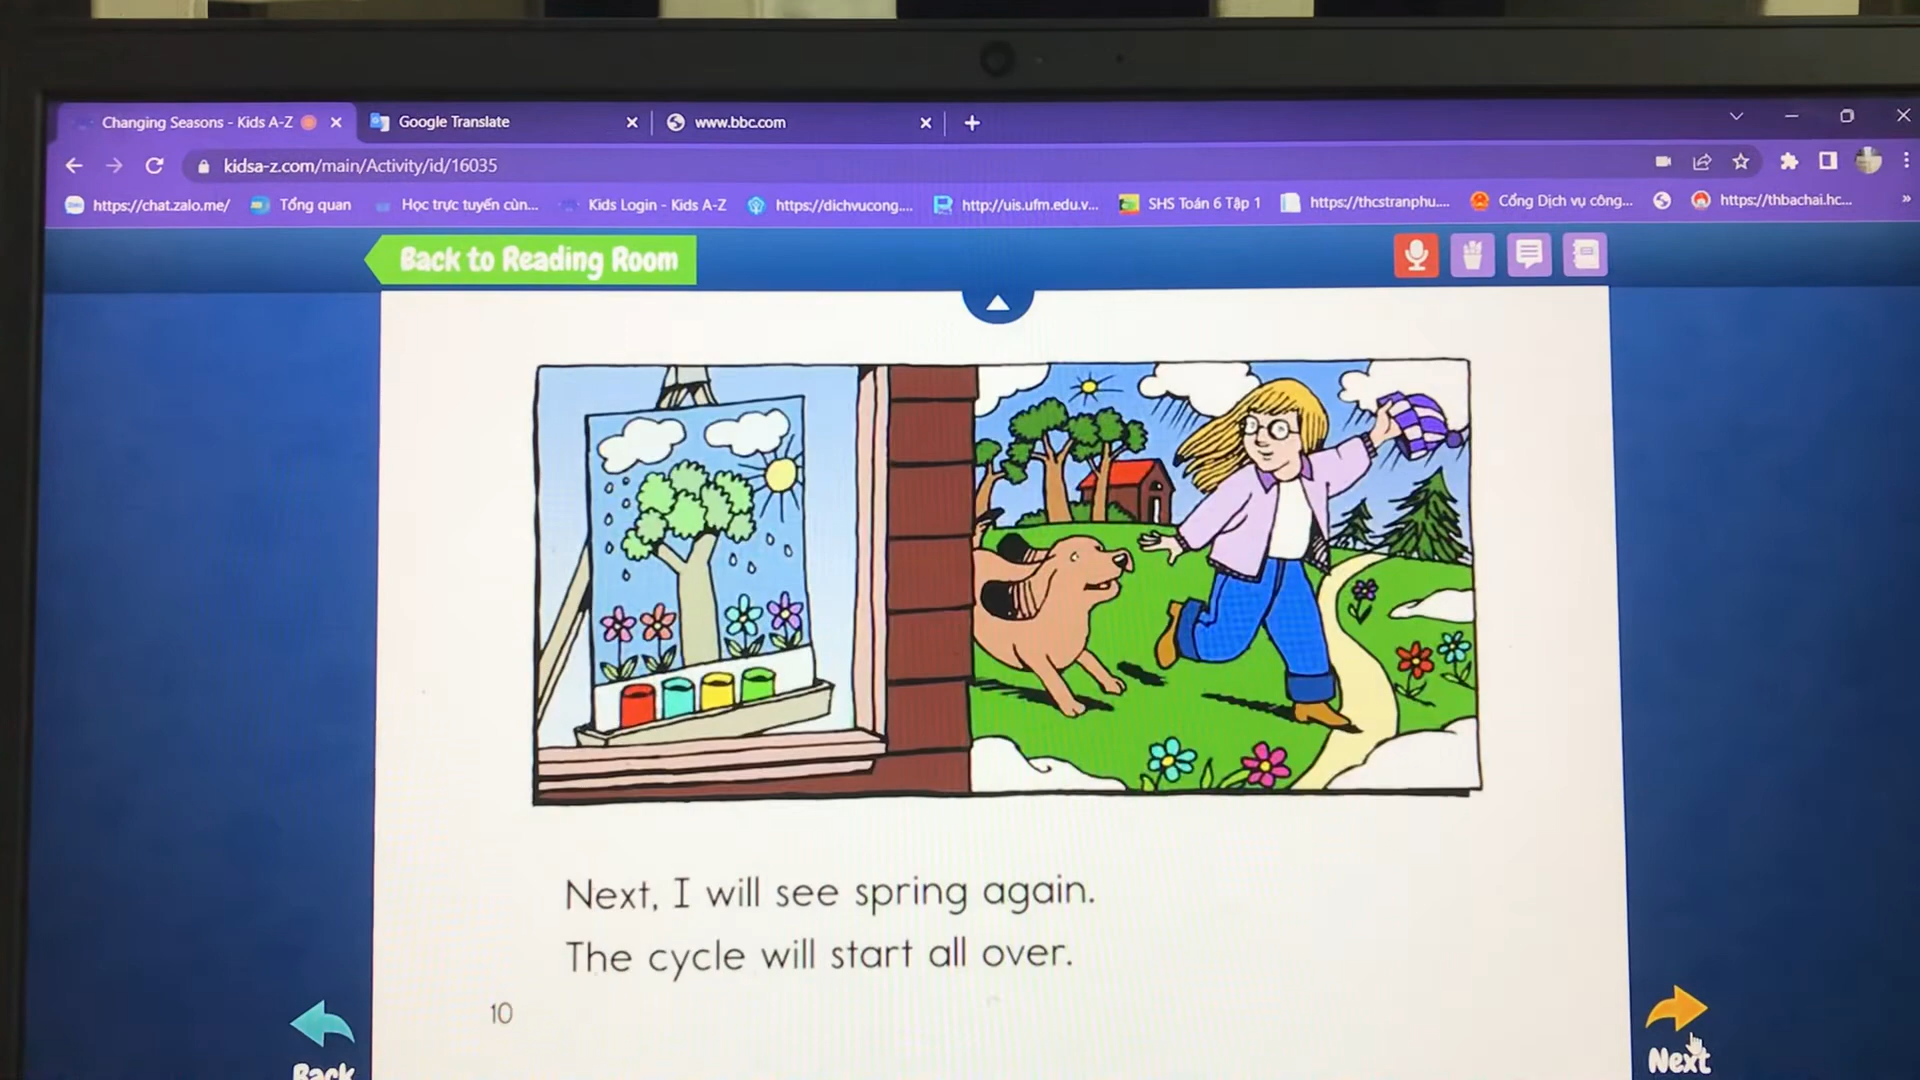 Changing Seasons - Kids A-Z
Google Translate
www.bbc.com
kidsa-z.com/main/Activity/id/16035
https://chat.zalo.me/
Tổng quan
Học trực tuyến cùn...
Kids Login - Kids A-Z
https://dichvucong....
http://uis.ufm.edu.v...
SHS Toán 6 Tập 1
https://thcstranphu....
Cổng Dịch vụ công...
https://thbachai.hc...
»
Back to Reading Room
Next, I will see spring again.
The cycle will start all over.
10
Back
Next